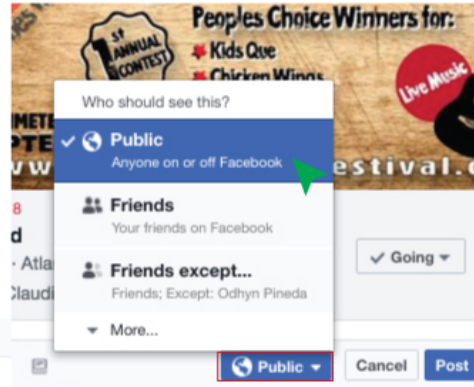 Peoples Choice Winners for:
1st ANNUAL CONTEST
Kids Que
Chicken Wings
Live Music
Who should see this?
Public
Anyone on or off Facebook
estival.
Friends
Your friends on Facebook
Going
Friends except...
Friends; Except: Odhyn Pineda
More...
Public
Cancel
Post